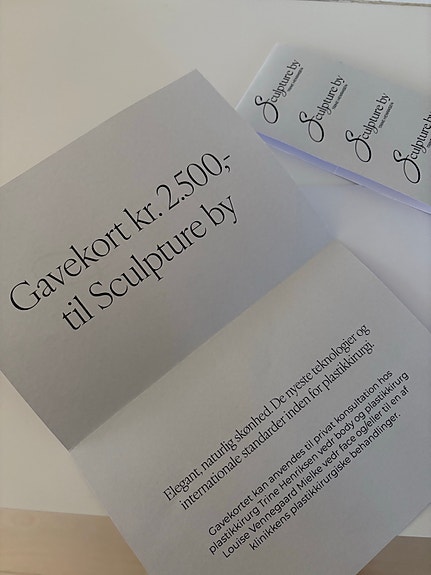 Sculpture by
Sculpture by
Sculpture by
Sculpture by
Gavekort kr. 2.500,-
til Sculpture by
Elegant, naturlig skønhed. De nyeste teknologier og
internationale standarder inden for plastikkirurgi.
Gavekortet kan anvendes til privat konsultation hos
plastikkirurg Trine Henriksen vedr body og plastikkirurg
Louise Vennegaard Mielke vedr face og/eller til en af
klinikkens plastikkirurgiske behandlinger.